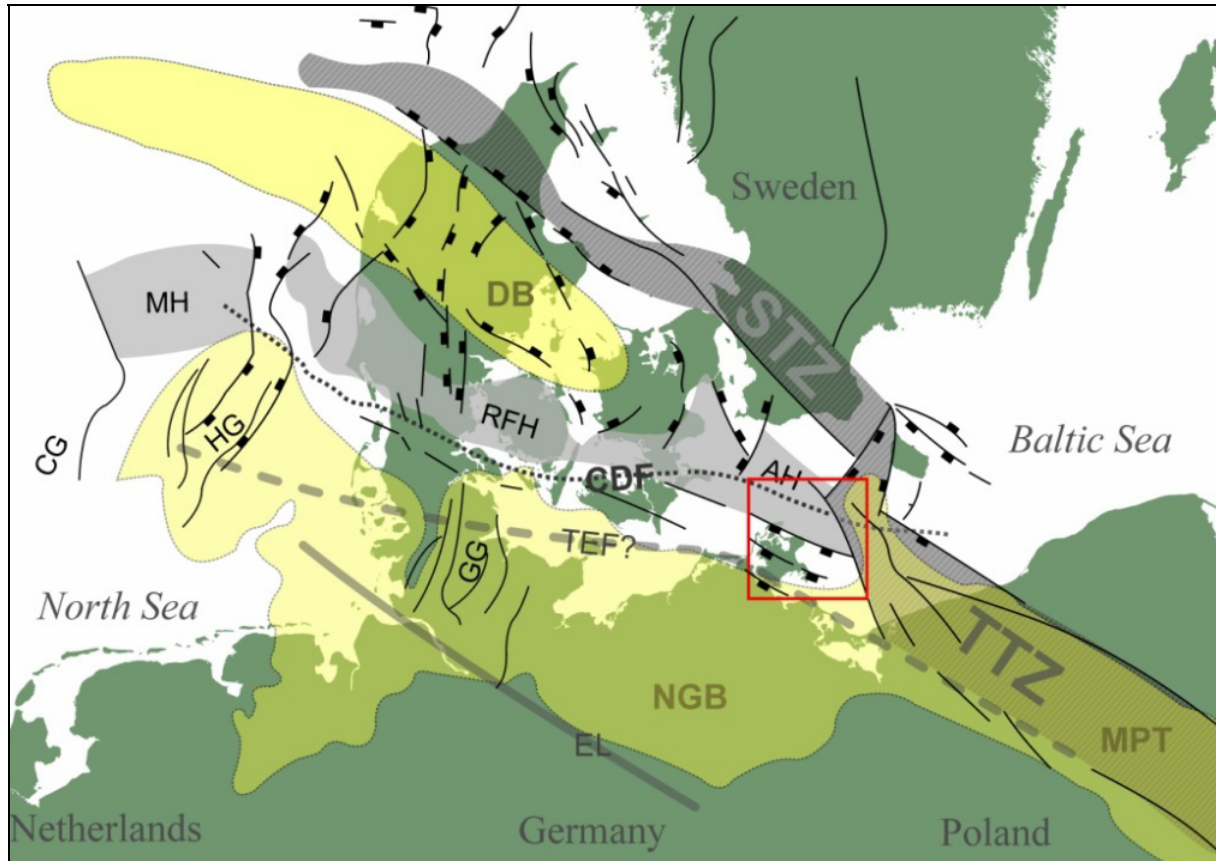 Sweden
STZ
DB
MH
RFH
HG
CG
Baltic Sea
AH
CDF
TEF?
GG
North Sea
TTZ
NGB
MPT
EL
Netherlands
Germany
Poland